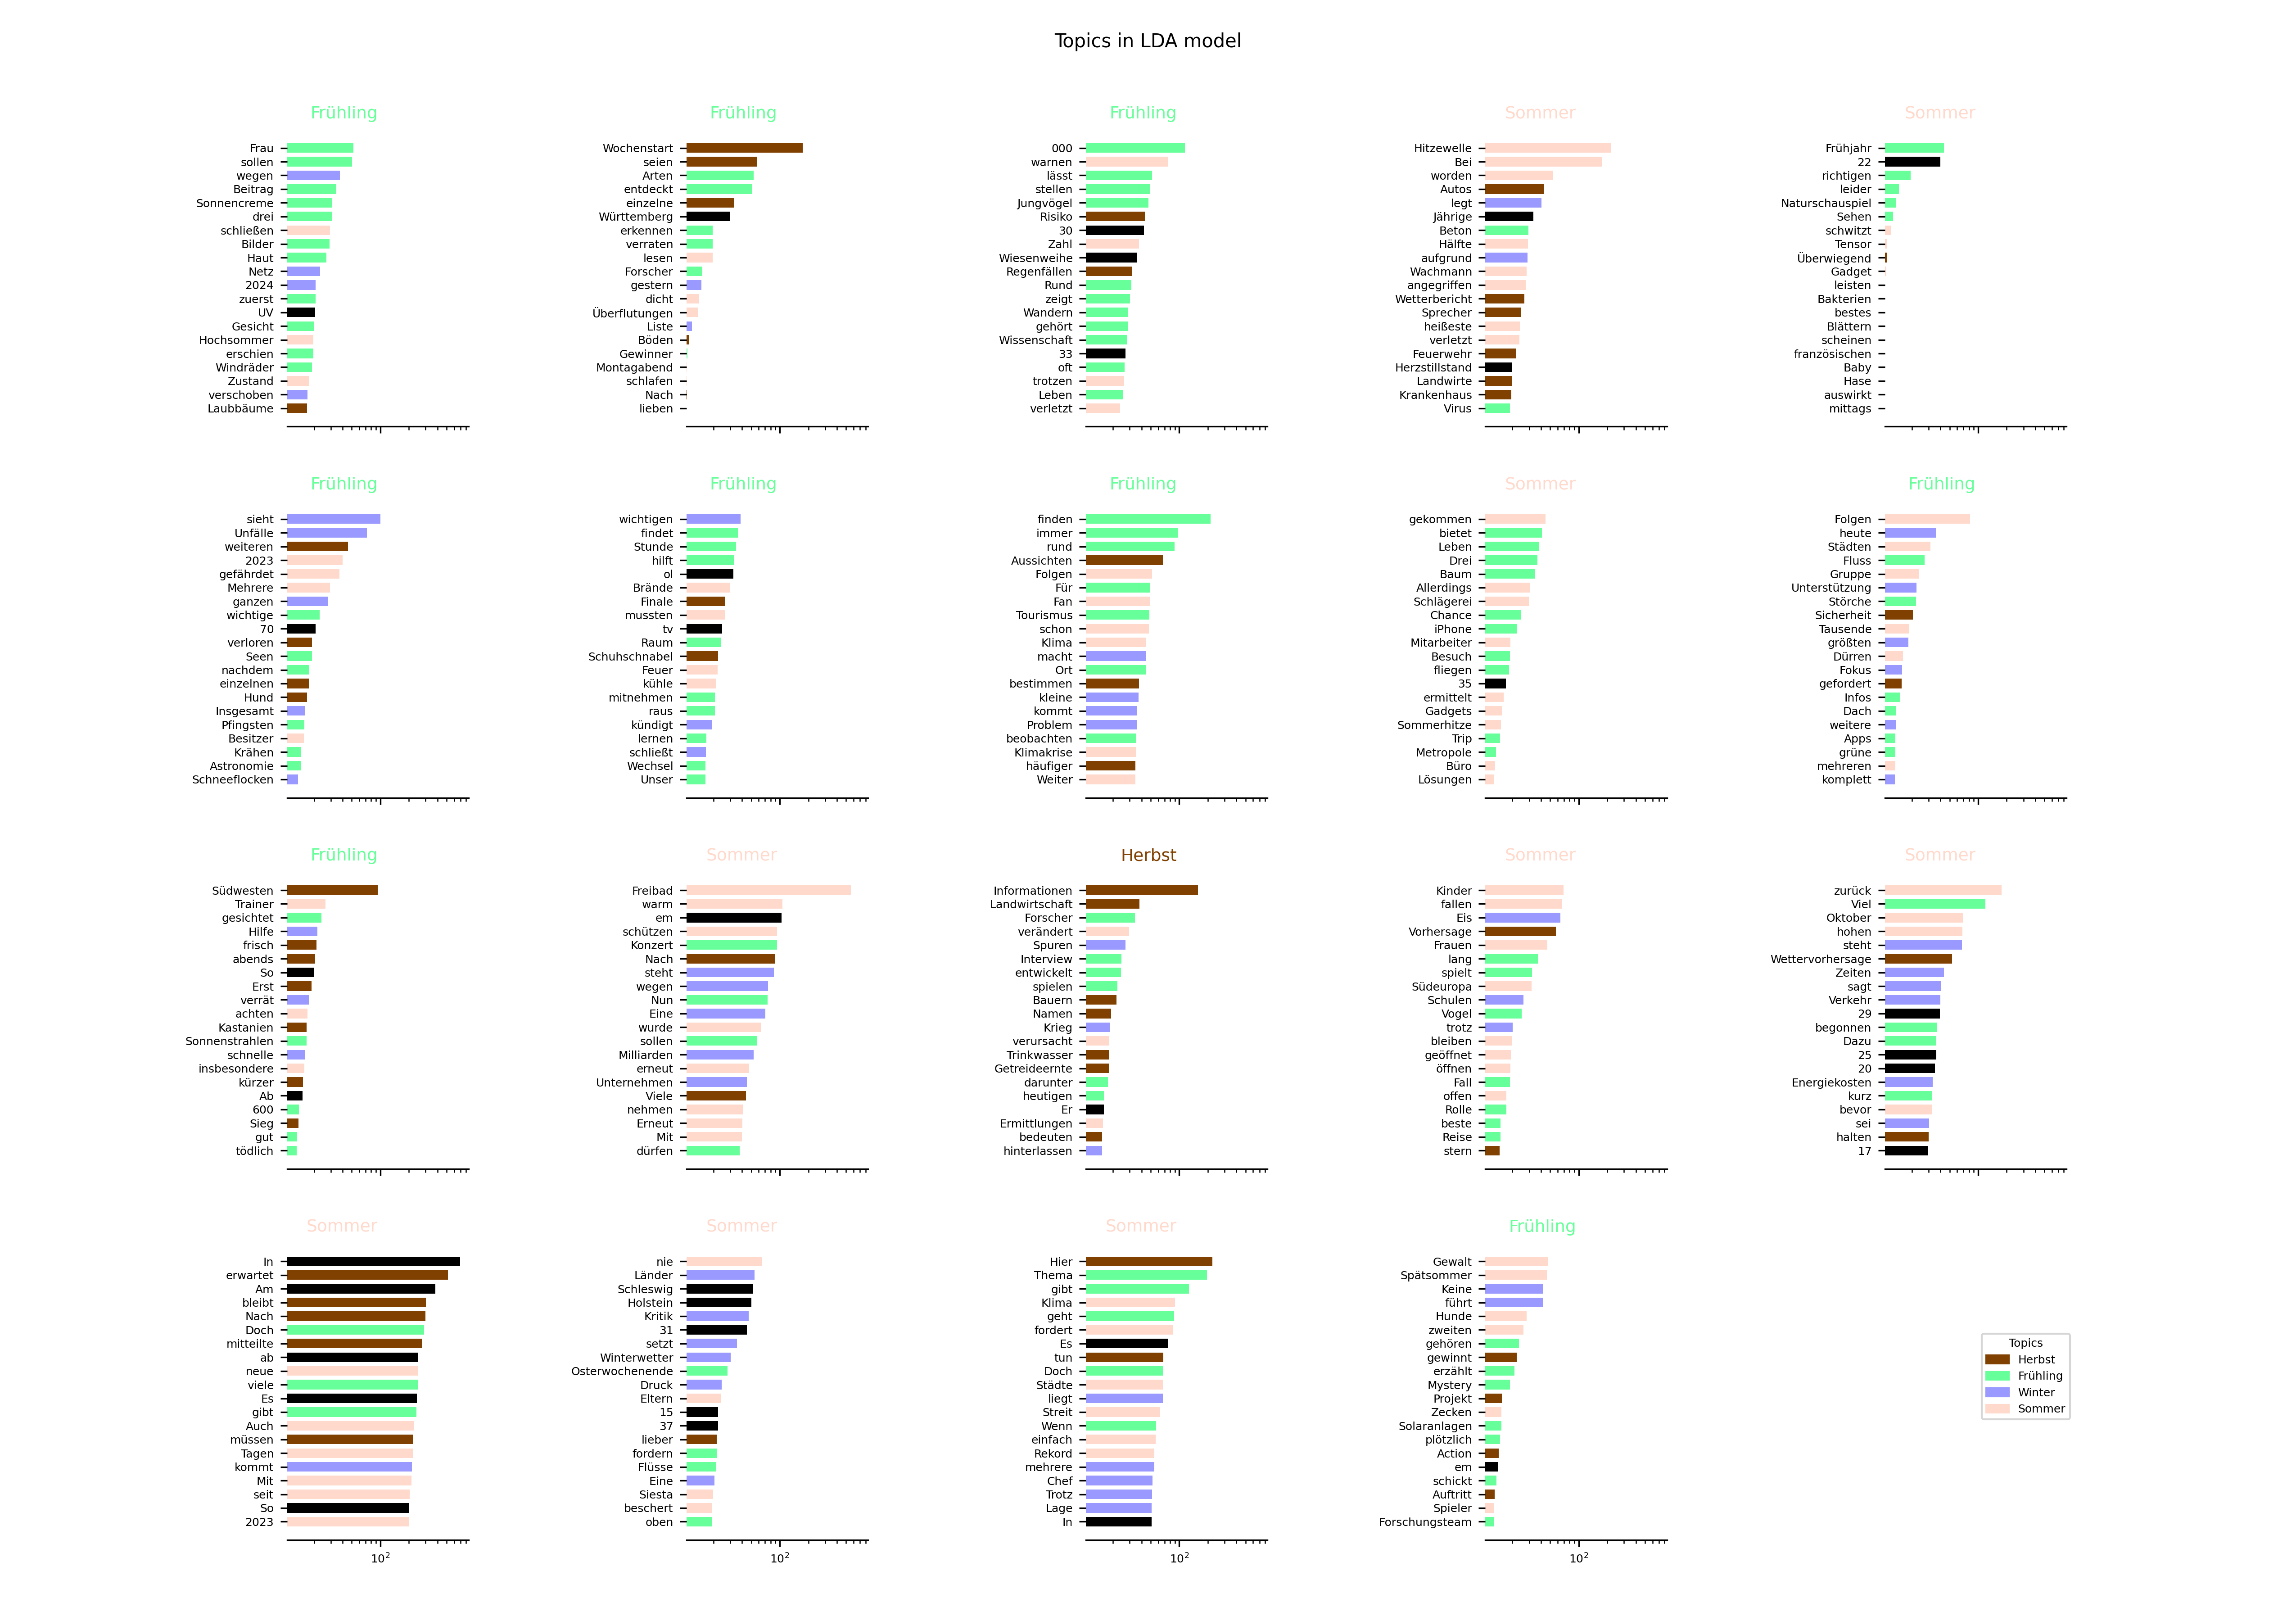 Topics in LDA model
Frühling
Frau
sollen
wegen
Beitrag
Sonnencreme
drei
schließen
Bilder
Haut
Netz
2024
zuerst
UV
Gesicht
Hochsommer
erschien
Windräder
Zustand
verschoben
Laubbäume
Frühling
Wochenstart
seien
Arten
entdeckt
einzelne
Württemberg
erkennen
verraten
lesen
Forscher
gestern
dicht
Überflutungen
Liste
Böden
Gewinner
Montagabend
schlafen
Nach
lieben
Frühling
000
warnen
lässt
stellen
Jungvögel
Risiko
30
Zahl
Wiesenweihe
Regenfällen
Rund
zeigt
Wandern
gehört
Wissenschaft
33
oft
trotzen
Leben
verletzt
Sommer
Hitzewelle
Bei
worden
Autos
legt
Jährige
Beton
Hälfte
aufgrund
Wachmann
angegriffen
Wetterbericht
Sprecher
heißeste
verletzt
Feuerwehr
Herzstillstand
Landwirte
Krankenhaus
Virus
Sommer
Frühjahr
22
richtigen
leider
Naturschauspiel
Sehen
schwitzt
Tensor
Überwiegend
Gadget
leisten
Bakterien
bestes
Blättern
scheinen
französischen
Baby
Hase
auswirkt
mittags
Frühling
sieht
Unfälle
weiteren
2023
gefährdet
Mehrere
ganzen
wichtige
70
verloren
Seen
nachdem
einzelnen
Hund
Insgesamt
Pfingsten
Besitzer
Krähen
Astronomie
Schneeflocken
Frühling
wichtigen
findet
Stunde
hilft
ol
Brände
Finale
mussten
tv
Raum
Schuhschnabel
Feuer
kühle
mitnehmen
raus
kündigt
lernen
schließt
Wechsel
Unser
Frühling
finden
immer
rund
Aussichten
Folgen
Für
Fan
Tourismus
schon
Klima
macht
Ort
bestimmen
kleine
kommt
Problem
beobachten
Klimakrise
häufiger
Weiter
Sommer
gekommen
bietet
Leben
Drei
Baum
Allerdings
Schlägerei
Chance
iPhone
Mitarbeiter
Besuch
fliegen
35
ermittelt
Gadgets
Sommerhitze
Trip
Metropole
Büro
Lösungen
Frühling
Folgen
heute
Städten
Fluss
Gruppe
Unterstützung
Störche
Sicherheit
Tausende
größten
Dürren
Fokus
gefordert
Infos
Dach
weitere
Apps
grüne
mehreren
komplett
Frühling
Südwesten
Trainer
gesichtet
Hilfe
frisch
abends
So
Erst
verrät
achten
Kastanien
Sonnenstrahlen
schnelle
insbesondere
kürzer
Ab
600
Sieg
gut
tödlich
Sommer
Freibad
warm
em
schützen
Konzert
Nach
steht
wegen
Nun
Eine
wurde
sollen
Milliarden
erneut
Unternehmen
Viele
nehmen
Erneut
Mit
dürfen
Herbst
Informationen
Landwirtschaft
Forscher
verändert
Spuren
Interview
entwickelt
spielen
Bauern
Namen
Krieg
verursacht
Trinkwasser
Getreideernte
darunter
heutigen
Er
Ermittlungen
bedeuten
hinterlassen
Sommer
Kinder
fallen
Eis
Vorhersage
Frauen
lang
spielt
Südeuropa
Schulen
Vogel
trotz
bleiben
geöffnet
öffnen
Fall
offen
Rolle
beste
Reise
stern
Sommer
zurück
Viel
Oktober
hohen
steht
Wettervorhersage
Zeiten
sagt
Verkehr
29
begonnen
Dazu
25
20
Energiekosten
kurz
bevor
sei
halten
17
Sommer
In
erwartet
Am
bleibt
Nach
Doch
mitteilte
ab
neue
viele
Es
gibt
Auch
müssen
Tagen
kommt
Mit
seit
So
2023
10²
Sommer
nie
Länder
Schleswig
Holstein
Kritik
31
setzt
Winterwetter
Osterwochenende
Druck
Eltern
15
37
lieber
fordern
Flüsse
Eine
Siesta
beschert
oben
10²
Sommer
Hier
Thema
gibt
Klima
geht
fordert
Es
tun
Doch
Städte
liegt
Streit
Wenn
einfach
Rekord
mehrere
Chef
Trotz
Lage
In
10²
Frühling
Gewalt
Spätsommer
Keine
führt
Hunde
zweiten
gehören
gewinnt
erzählt
Mystery
Projekt
Zecken
Solaranlagen
plötzlich
Action
em
schickt
Auftritt
Spieler
Forschungsteam
10²
Topics
Herbst
Frühling
Winter
Sommer